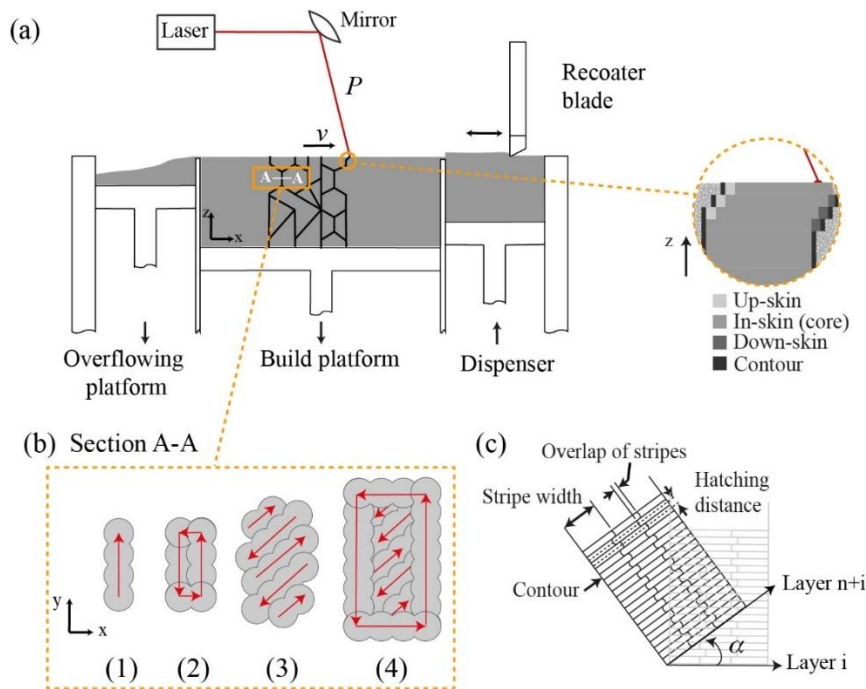 (a)
Laser
Mirror
P
Recoater
blade
v
A—A
z
x
z
Up-skin
In-skin (core)
Down-skin
Contour
Overflowing
platform
Build platform
Dispenser
(b) Section A-A
y
x
(1) (2) (3) (4)
(c)
Overlap of stripes
Stripe width
Hatching
distance
Contour
Layer n+i
α
Layer i